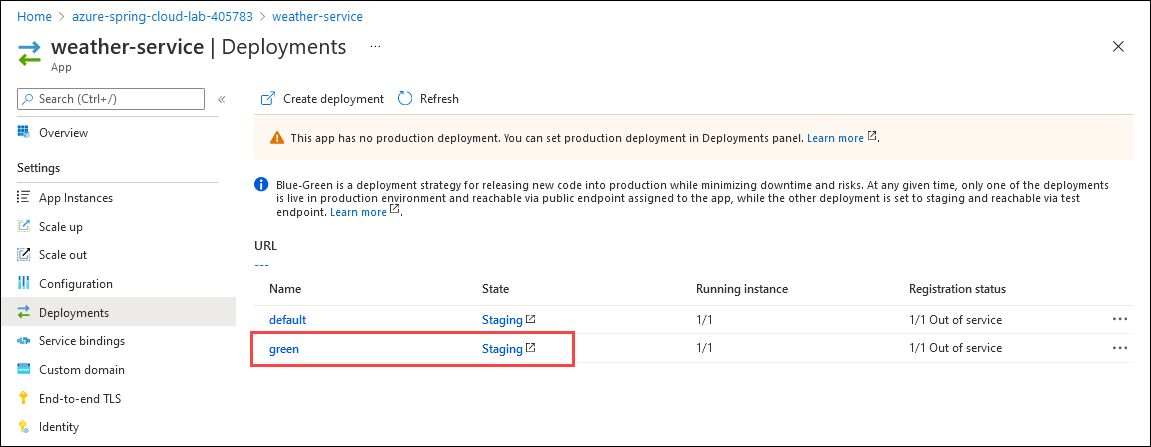 Home > azure-spring-cloud-lab-405783 > weather-service
weather-service | Deployments ...
App
Search (Ctrl+/) «
Overview
Settings
App Instances
Scale up
Scale out
Configuration
Deployments
Service bindings
Custom domain
End-to-end TLS
Identity
Create deployment Refresh
This app has no production deployment. You can set production deployment in Deployments panel. Learn more.
Blue-Green is a deployment strategy for releasing new code into production while minimizing downtime and risks. At any given time, only one of the deployments
is live in production environment and reachable via public endpoint assigned to the app, while the other deployment is set to staging and reachable via test
endpoint. Learn more.
URL
---
Name State Running instance Registration status
default Staging 1/1 1/1 Out of service ...
green Staging 1/1 1/1 Out of service ...